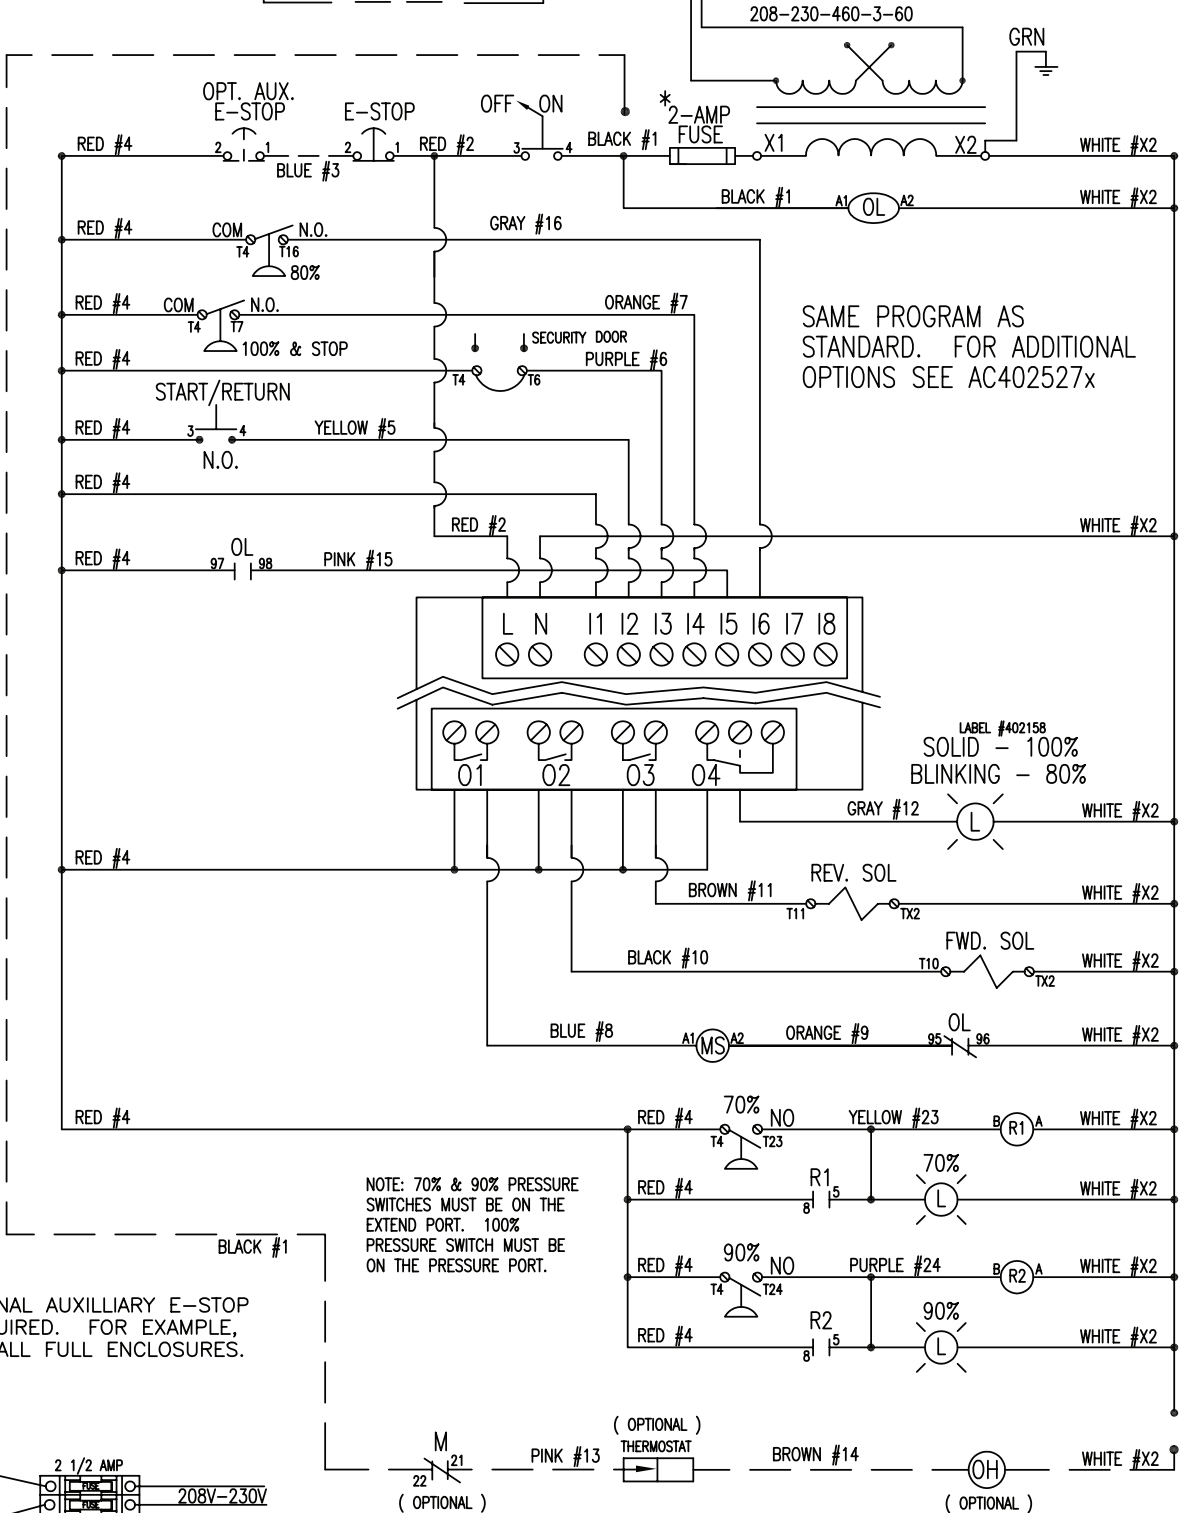 208-230-460-3-60
GRN
OPT. AUX.
E-STOP
E-STOP
OFF ON
*
2-AMP
FUSE
RED #4
2 1
BLUE #3
2 1
RED #2
3 4
BLACK #1
X1
X2
WHITE #X2
BLACK #1
A1 OL A2
WHITE #X2
RED #4
COM N.O.
T4 T16
80%
GRAY #16
RED #4
COM N.O.
T4 T7
100% & STOP
ORANGE #7
SAME PROGRAM AS
STANDARD. FOR ADDITIONAL
OPTIONS SEE AC402527x
RED #4
SECURITY DOOR
T4 T6
PURPLE #6
START/RETURN
RED #4
3 4
N.O.
YELLOW #5
RED #4
RED #2
WHITE #X2
RED #4
OL
97 98
PINK #15
L N I1 I2 I3 I4 I5 I6 I7 I8
O1 O2 O3 O4
LABEL #402158
SOLID - 100%
BLINKING - 80%
GRAY #12
L
WHITE #X2
RED #4
BROWN #11
REV. SOL
T11 TX2
WHITE #X2
BLACK #10
FWD. SOL
T10 TX2
WHITE #X2
BLUE #8
A1 MS A2
ORANGE #9
OL
95 96
WHITE #X2
RED #4
RED #4
70%
NO
T4 T23
YELLOW #23
B R1 A
WHITE #X2
RED #4
R1
8 5
70%
L
WHITE #X2
NOTE: 70% & 90% PRESSURE
SWITCHES MUST BE ON THE
EXTEND PORT. 100%
PRESSURE SWITCH MUST BE
ON THE PRESSURE PORT.
RED #4
90%
NO
T4 T24
PURPLE #24
B R2 A
WHITE #X2
RED #4
R2
8 5
90%
L
WHITE #X2
BLACK #1
NAL AUXILLIARY E-STOP
UIRED. FOR EXAMPLE,
ALL FULL ENCLOSURES.
M
22 21
( OPTIONAL )
PINK #13
( OPTIONAL )
THERMOSTAT
BROWN #14
OH
( OPTIONAL )
WHITE #X2
2 1/2 AMP
FUSE
FUSE
208V-230V